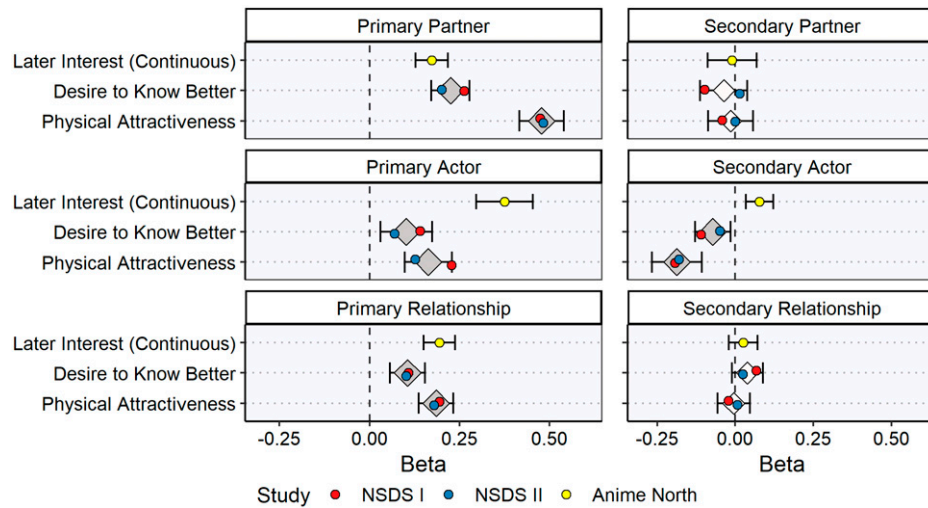 Primary Partner
Secondary Partner
Later Interest (Continuous)
Desire to Know Better
Physical Attractiveness
Primary Actor
Secondary Actor
Later Interest (Continuous)
Desire to Know Better
Physical Attractiveness
Primary Relationship
Secondary Relationship
Later Interest (Continuous)
Desire to Know Better
Physical Attractiveness
-0.25 0.00 0.25 0.50
-0.25 0.00 0.25 0.50
Beta
Beta
Study NSDS I NSDS II Anime North